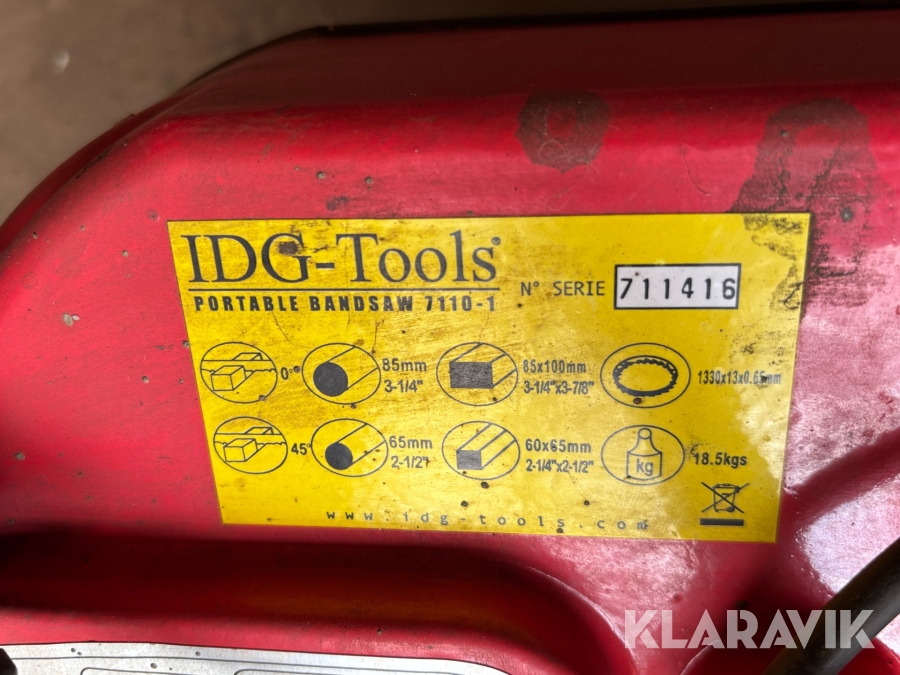 IDG-Tools®
PORTABLE BANDSAW 7110-1
N° SERIE 711416
0° 85mm 3-1/4" 85x100mm 3-1/4"x3-7/8" 1330x13x0.65mm
45° 65mm 2-1/2" 60x65mm 2-1/4"x2-1/2" kg 18.5kgs
www.idg-tools.com
KLARAVIK